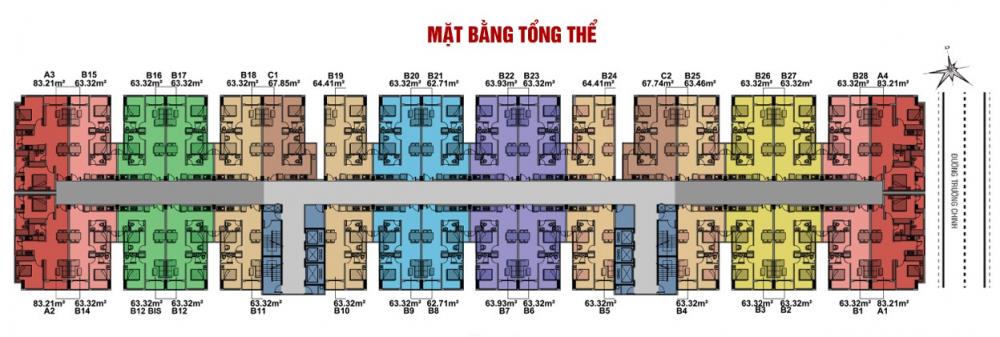 MẶT BẰNG TỔNG THỂ
A3 B15 B16 B17 B18 C1 B19 B20 B21 B22 B23 B24 C2 B25 B26 B27 B28 A4
83.21m² 63.32m² 63.32m² 63.32m² 63.32m² 67.85m² 64.41m² 63.32m² 62.71m² 63.93m² 63.32m² 64.41m² 67.74m² 63.46m² 63.32m² 63.32m² 63.32m² 83.21m²
ĐƯỜNG TRƯỜNG CHINH
83.21m² 63.32m² 63.32m² 63.32m² 63.32m² 63.32m² 63.32m² 62.71m² 63.93m² 63.32m² 63.32m² 63.32m² 63.32m² 63.32m² 63.32m² 83.21m²
A2 B14 B12 BIS B12 B11 B10 B9 B8 B7 B6 B5 B4 B3 B2 B1 A1